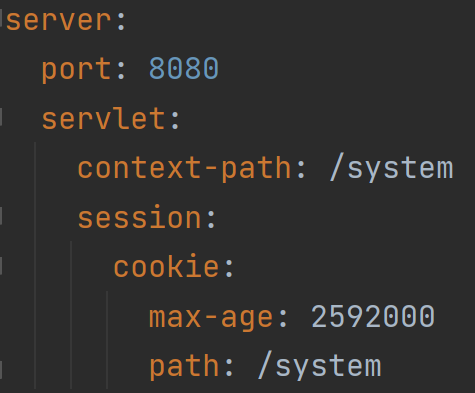 server:
  port: 8080
  servlet:
    context-path: /system
    session:
      cookie:
        max-age: 2592000
        path: /system